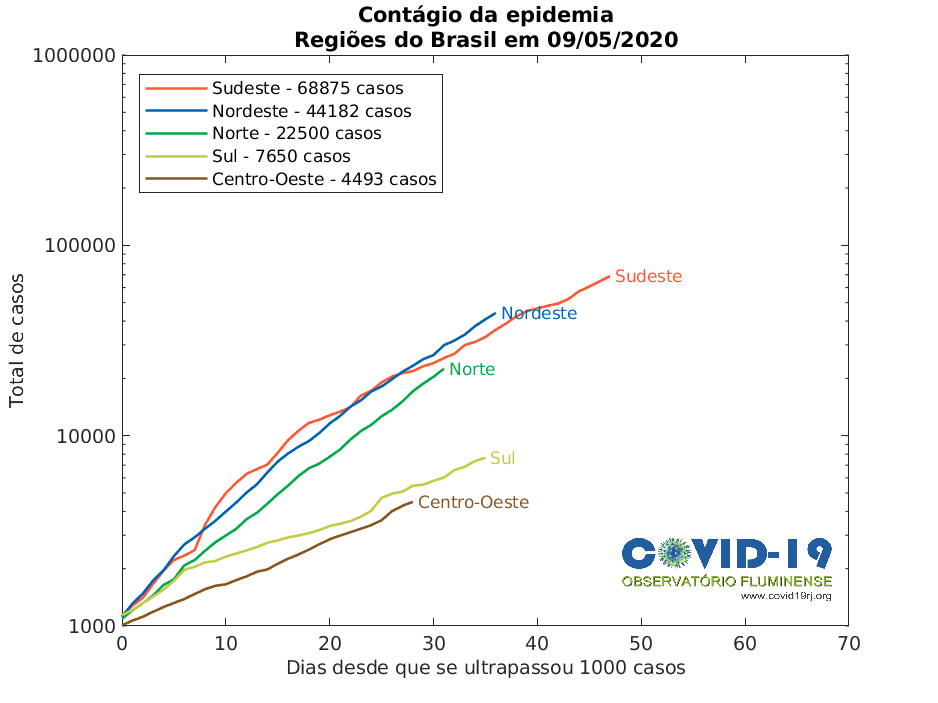 Contágio da epidemia
Regiões do Brasil em 09/05/2020
1000000
100000
10000
1000
Total de casos
Sudeste - 68875 casos
Nordeste - 44182 casos
Norte - 22500 casos
Sul - 7650 casos
Centro-Oeste - 4493 casos
Sudeste
Nordeste
Norte
Sul
Centro-Oeste
COVID-19
OBSERVATÓRIO FLUMINENSE
www.covid19rj.org
0 10 20 30 40 50 60 70
Dias desde que se ultrapassou 1000 casos